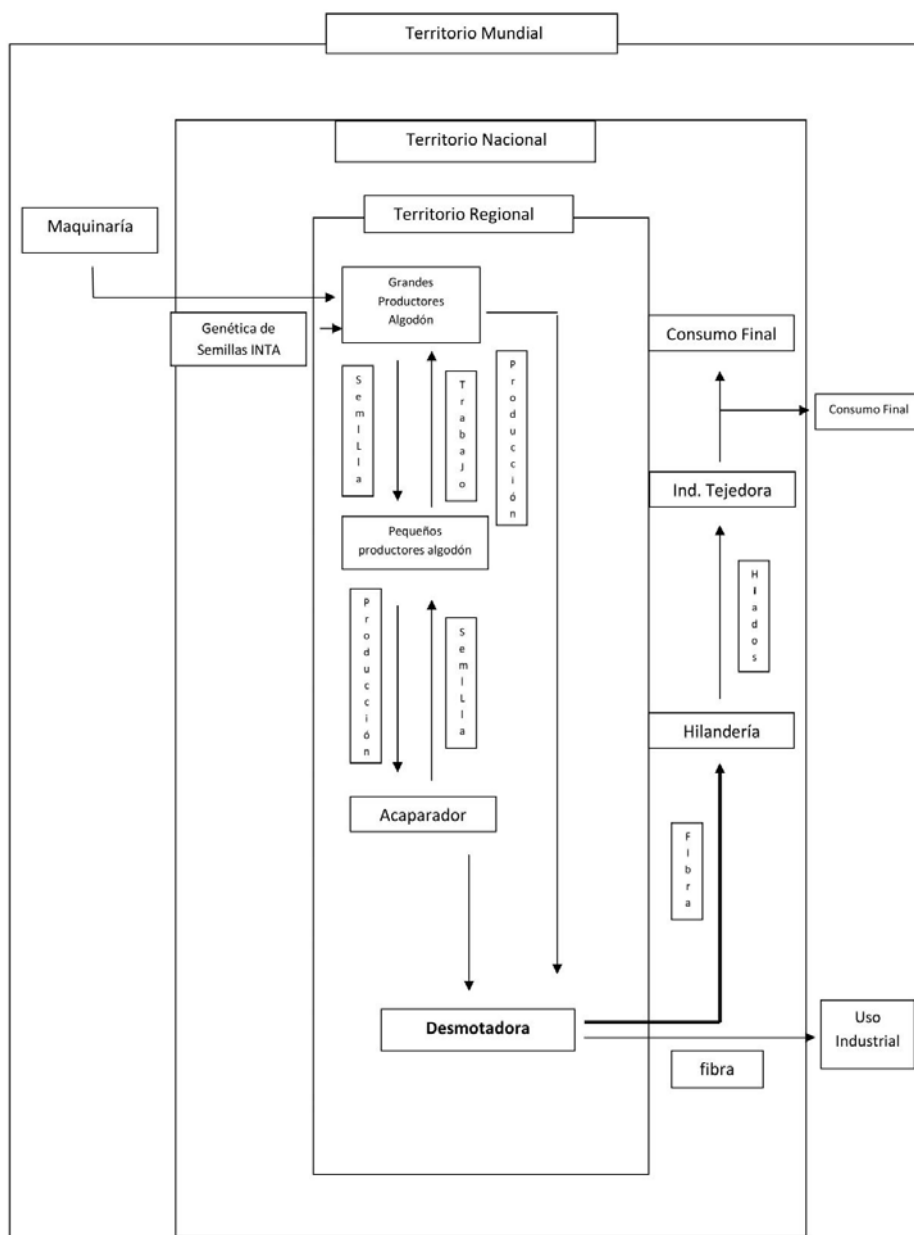 Territorio Mundial
Territorio Nacional
Territorio Regional
Maquinaría
Grandes
Productores
Algodón
Genética de
Semillas INTA
Consumo Final
Consumo Final
SemILla
TrabaJo
Producción
Ind. Tejedora
Pequeños
productores algodón
HIados
Producción
SemILla
Hilandería
Acaparador
FIbra
Desmotadora
Uso
Industrial
fibra